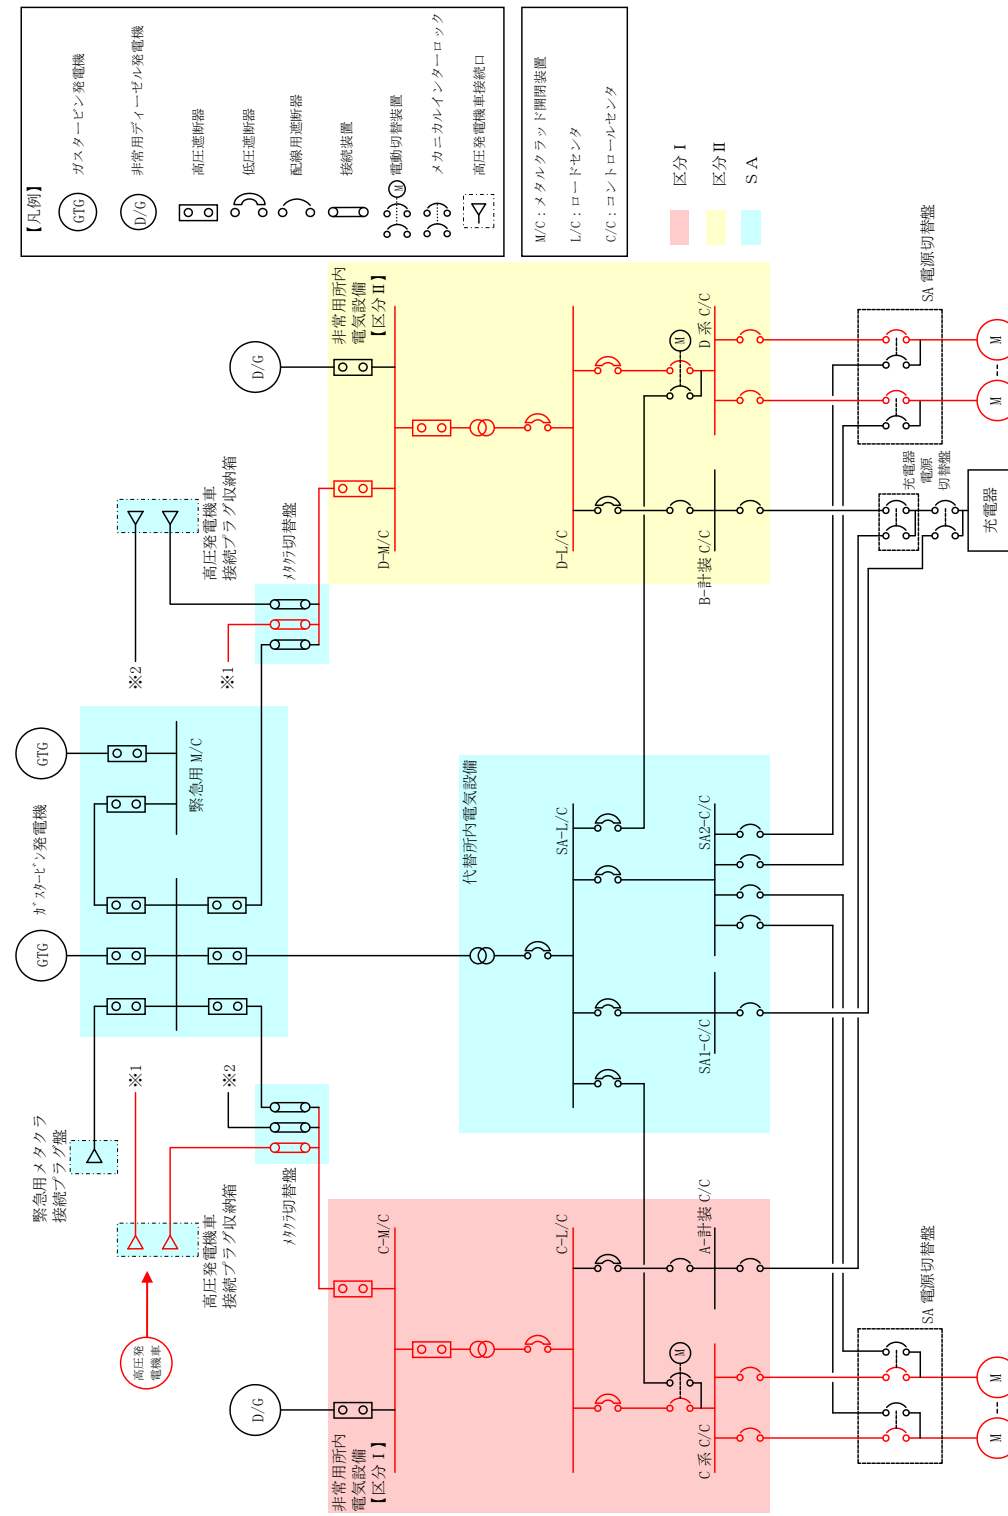 【凡例】
GTG
ガスタービン発電機
D/G
非常用ディーゼル発電機
高圧遮断器
低圧遮断器
配線用遮断器
接続装置
M
電動切替装置
メカニカルインターロック
高圧発電機車接続口
M/C：メタルクラッド開閉装置
L/C：ロードセンタ
C/C：コントロールセンタ
区分Ⅰ
区分Ⅱ
ＳＡ
緊急用メタクラ
接続プラグ盤
高圧発
電機車
高圧発電機車
接続プラグ収納箱
※1
※2
GTG
ｶﾞｽﾀｰﾋﾞﾝ発電機
GTG
緊急用 M/C
※2
※1
高圧発電機車
接続プラグ収納箱
ﾒﾀｸﾗ切替盤
ﾒﾀｸﾗ切替盤
D/G
非常用所内
電気設備
【区分Ⅰ】
C-M/C
C-L/C
M
C 系 C/C
A-計装 C/C
代替所内電気設備
SA-L/C
SA1-C/C
SA2-C/C
D/G
非常用所内
電気設備
【区分Ⅱ】
D-M/C
D-L/C
M
B-計装 C/C
D 系 C/C
SA 電源切替盤
M
M
充電器
電源
切替盤
充電器
SA 電源切替盤
M
M